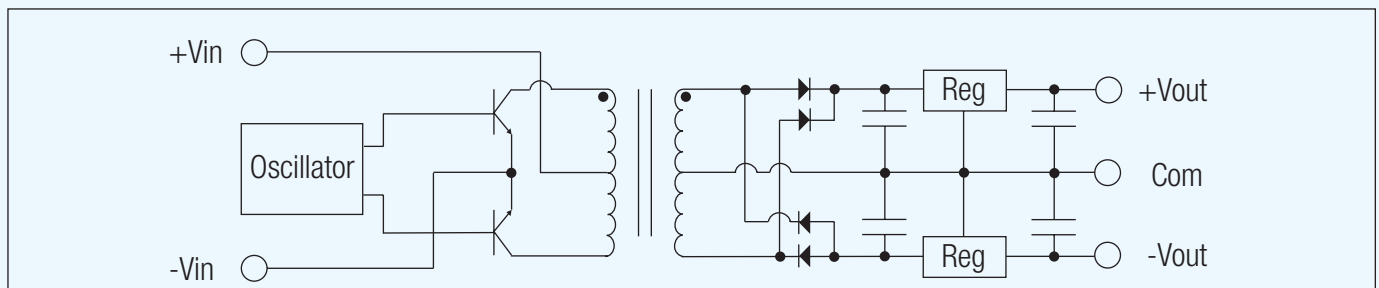 +Vin
Reg
+Vout
Oscillator
Com
-Vin
Reg
-Vout